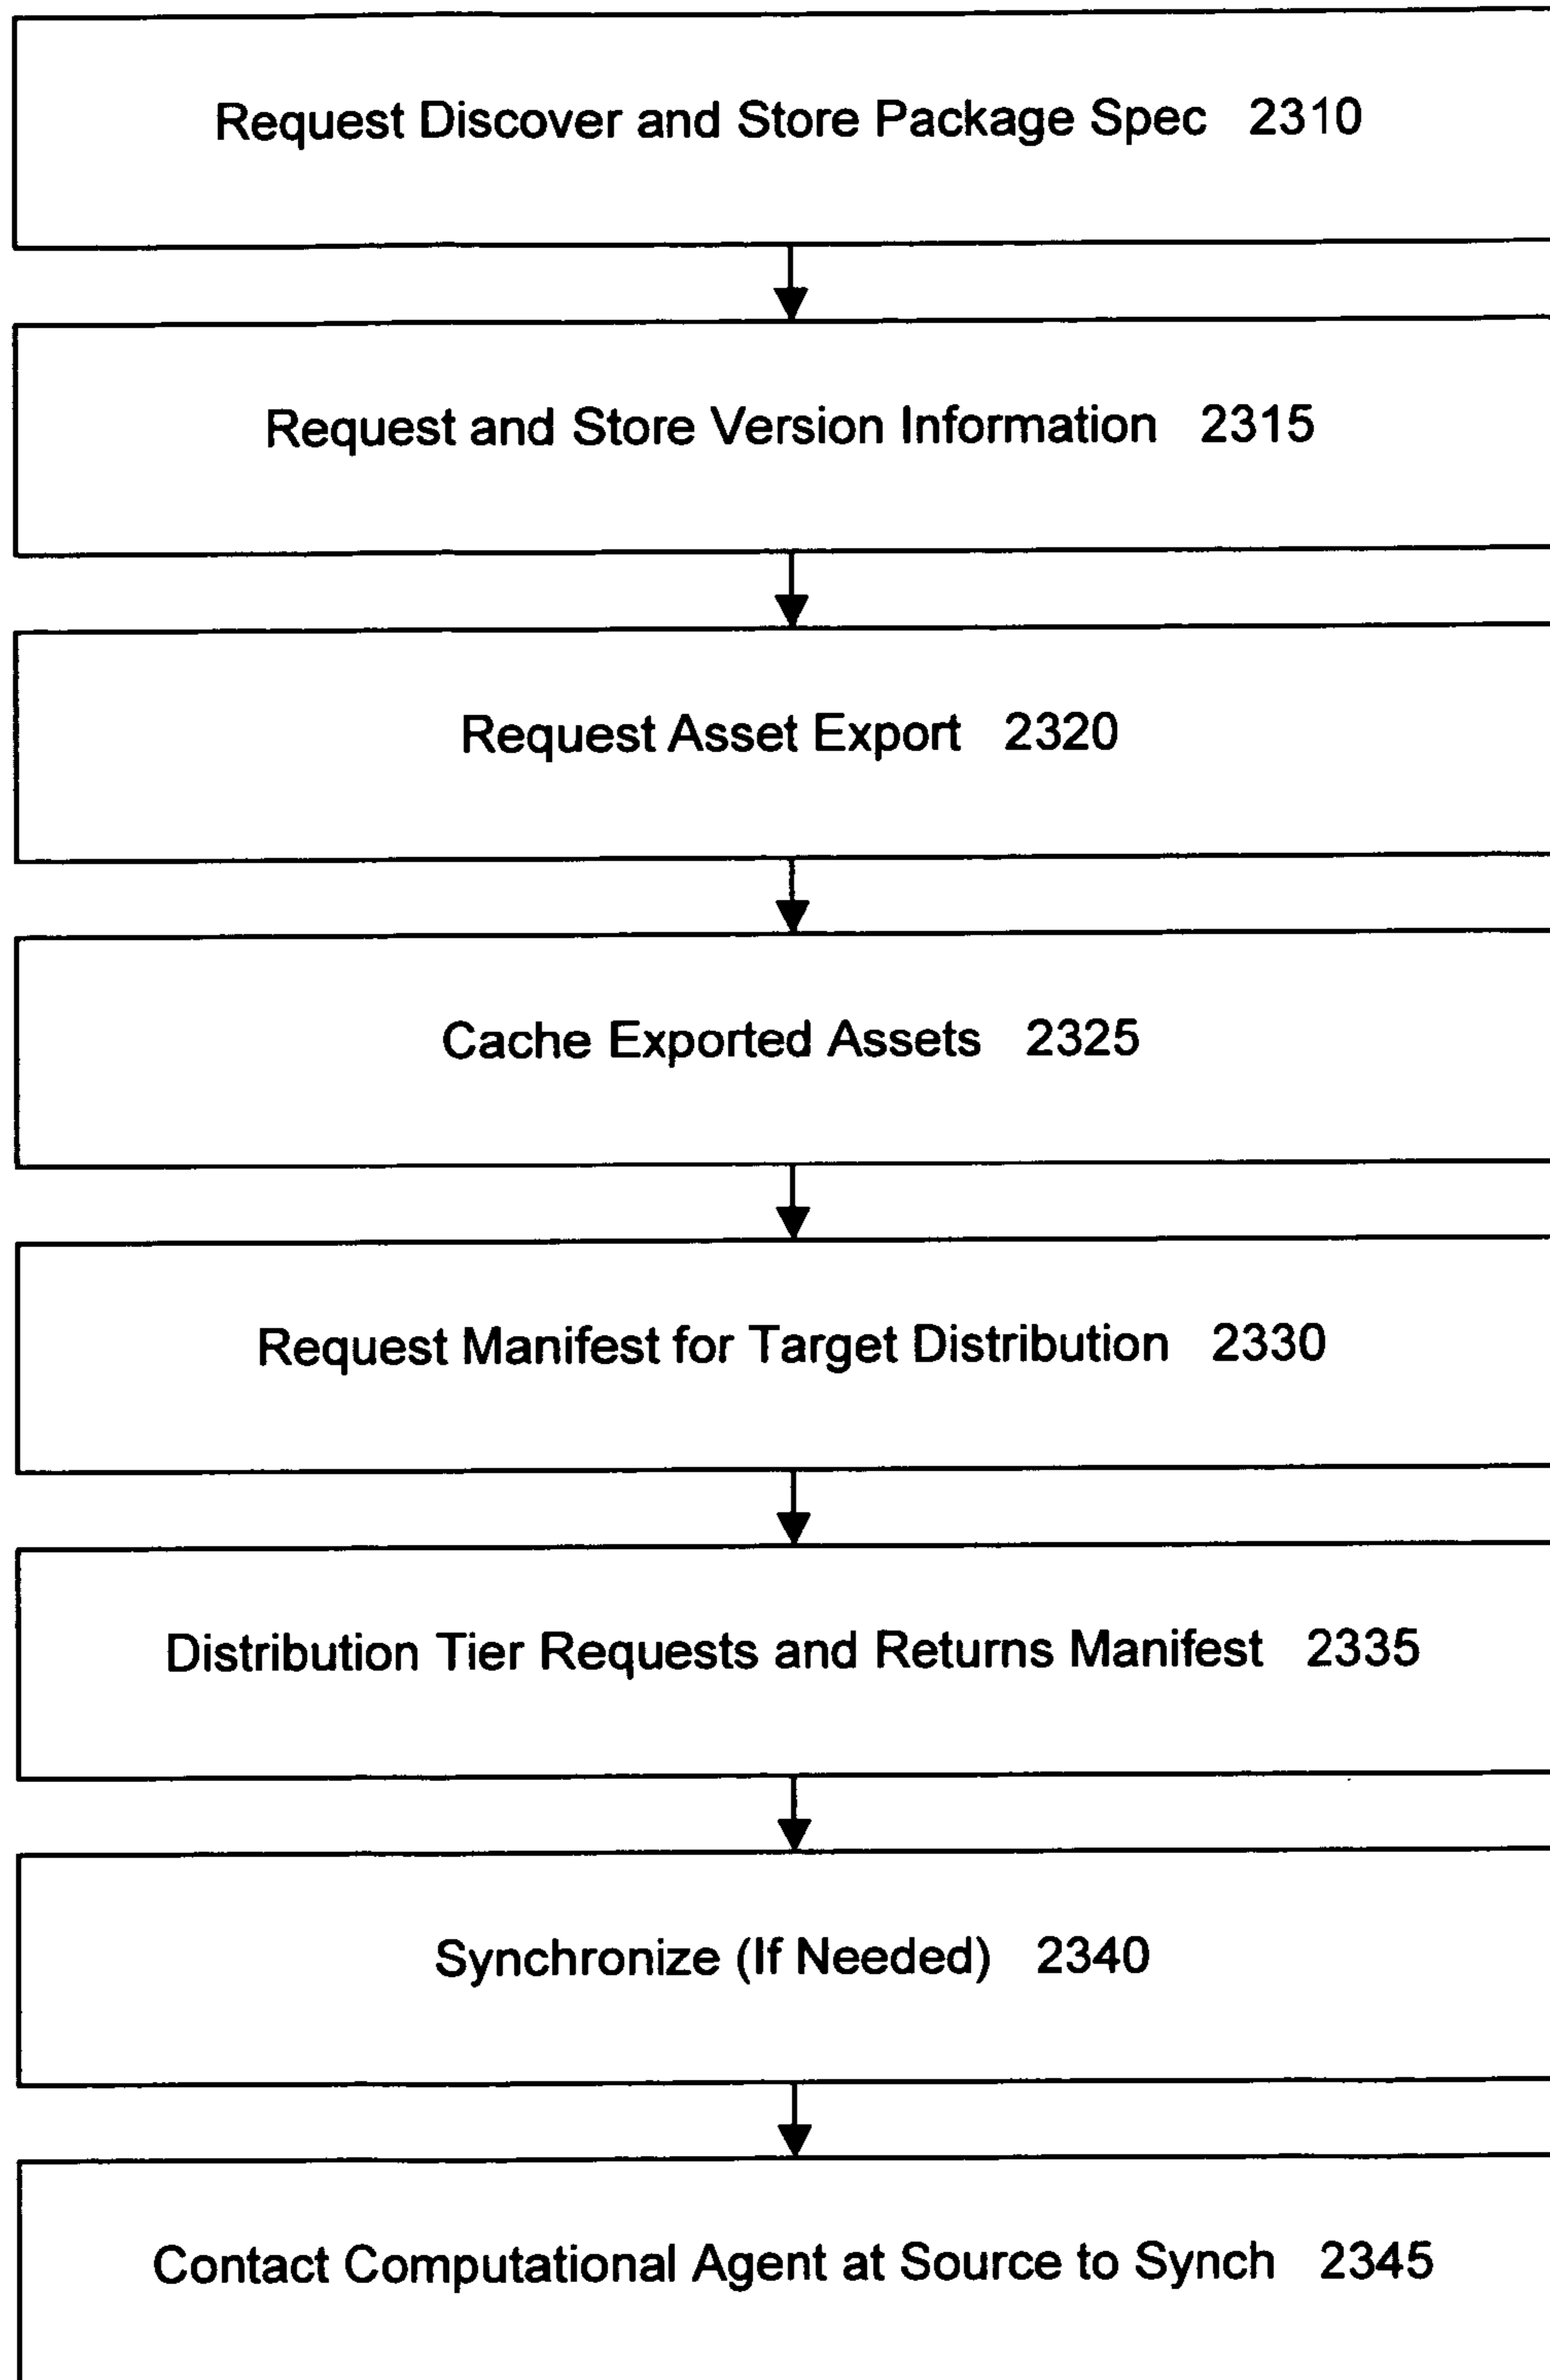 Request Discover and Store Package Spec 2310
Request and Store Version Information 2315
Request Asset Export 2320
Cache Exported Assets 2325
Request Manifest for Target Distribution 2330
Distribution Tier Requests and Returns Manifest 2335
Synchronize (If Needed) 2340
Contact Computational Agent at Source to Synch 2345